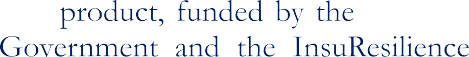 product, funded by the
Government and the InsuResilience